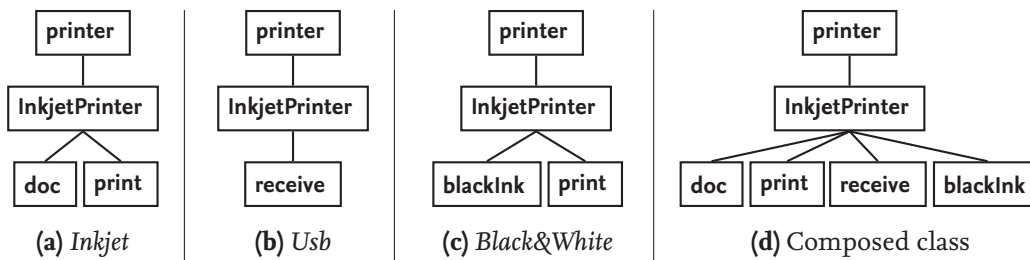 printer printer printer printer
InkjetPrinter InkjetPrinter InkjetPrinter InkjetPrinter
doc print receive blackInk print doc print receive blackInk
(a) Inkjet (b) Usb (c) Black&White (d) Composed class